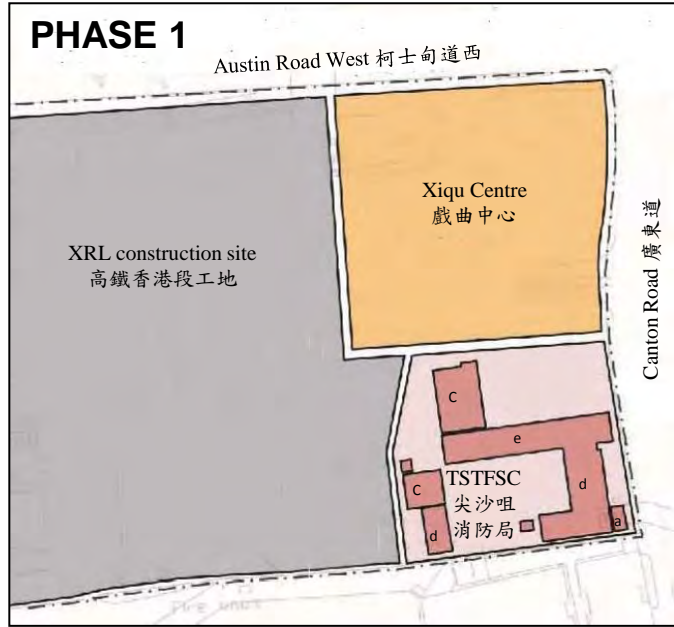 PHASE 1
Austin Road West 柯士甸道西
Xiqu Centre
戲曲中心
XRL construction site
高鐵香港段工地
Canton Road 廣東道
C
e
TSTFSC
尖沙咀
消防局
C
d
d
a